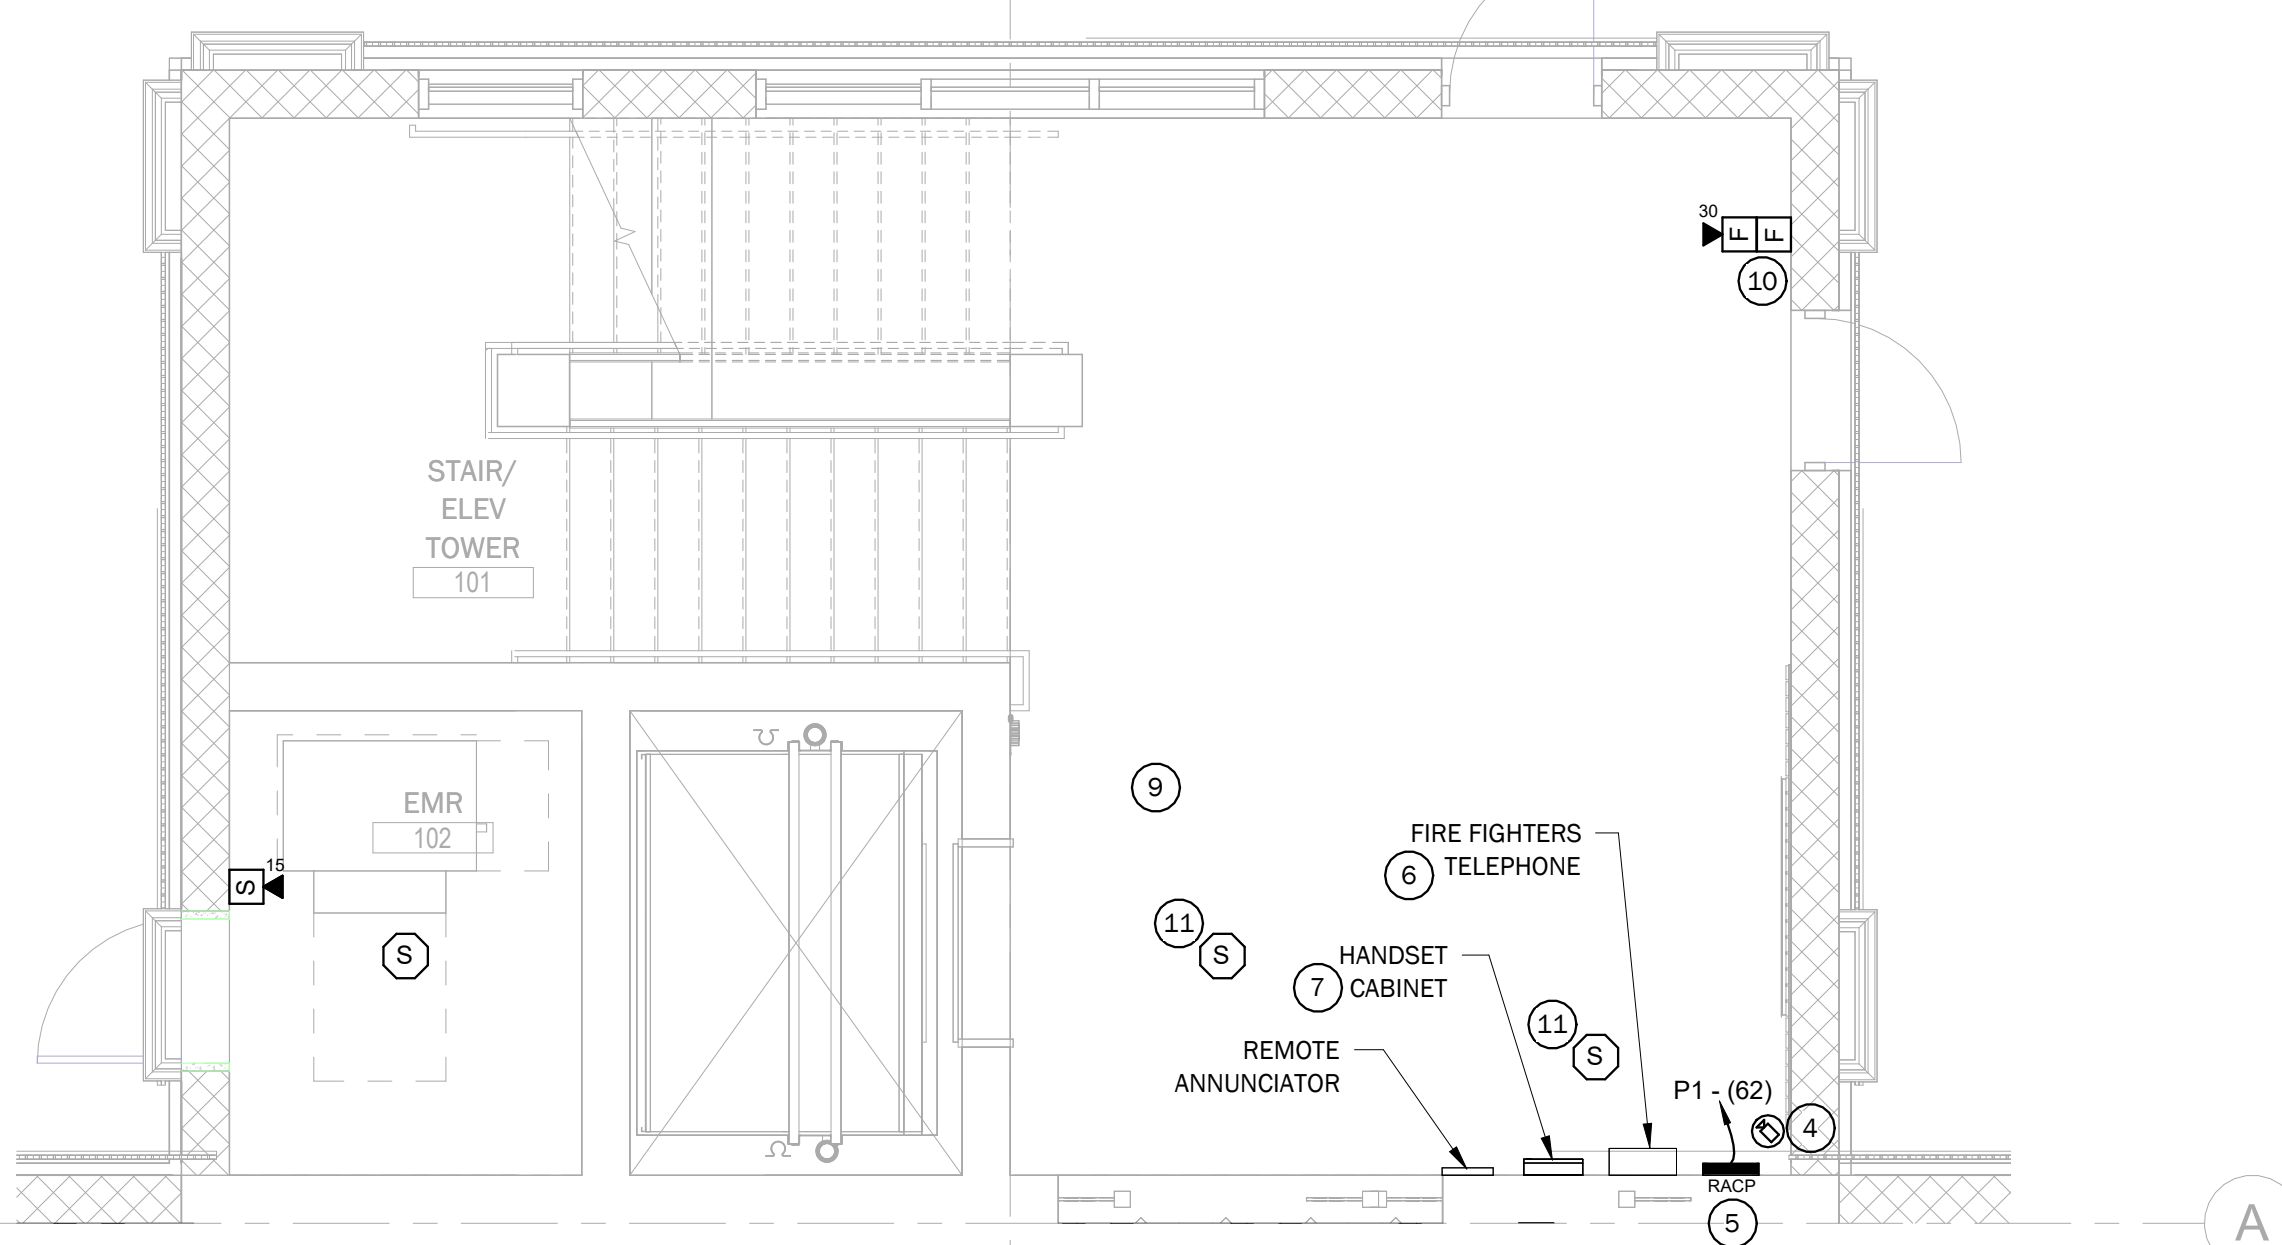 30
F F
10
STAIR/
ELEV
TOWER
101
9
FIRE FIGHTERS
TELEPHONE
6
EMR
102
15
S
11
S
S
HANDSET
CABINET
7
11
S
REMOTE
ANNUNCIATOR
P1 - (62)
4
RACP
5
A